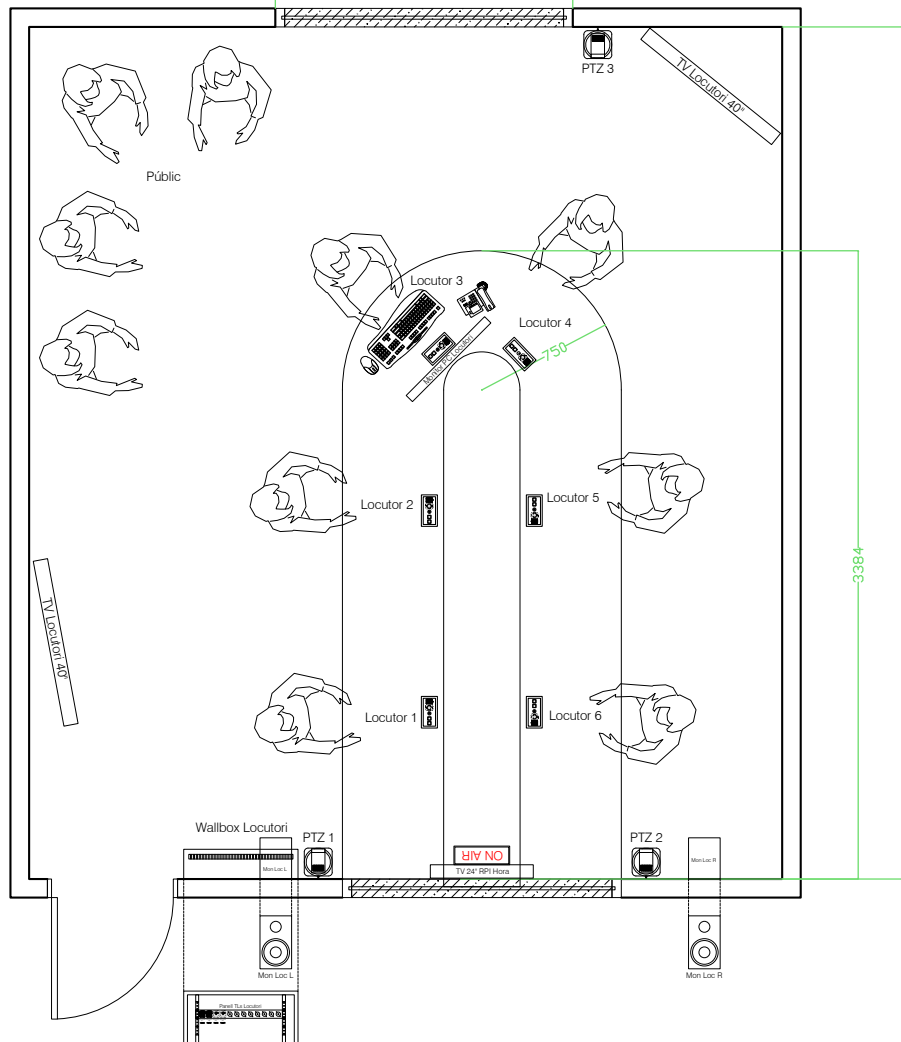 PTZ 3
TV Locutori 40"
Públic
Locutor 3
Locutor 4
750
Monitor PC Locutori
Locutor 2
Locutor 5
3384
TV Locutori 40"
Locutor 1
Locutor 6
Wallbox Locutori
PTZ 1
PTZ 2
ON AIR
Mon Loc L
Mon Loc R
TV 24" RPI Hora
Mon Loc L
Mon Loc R
Panell TLs Locutori